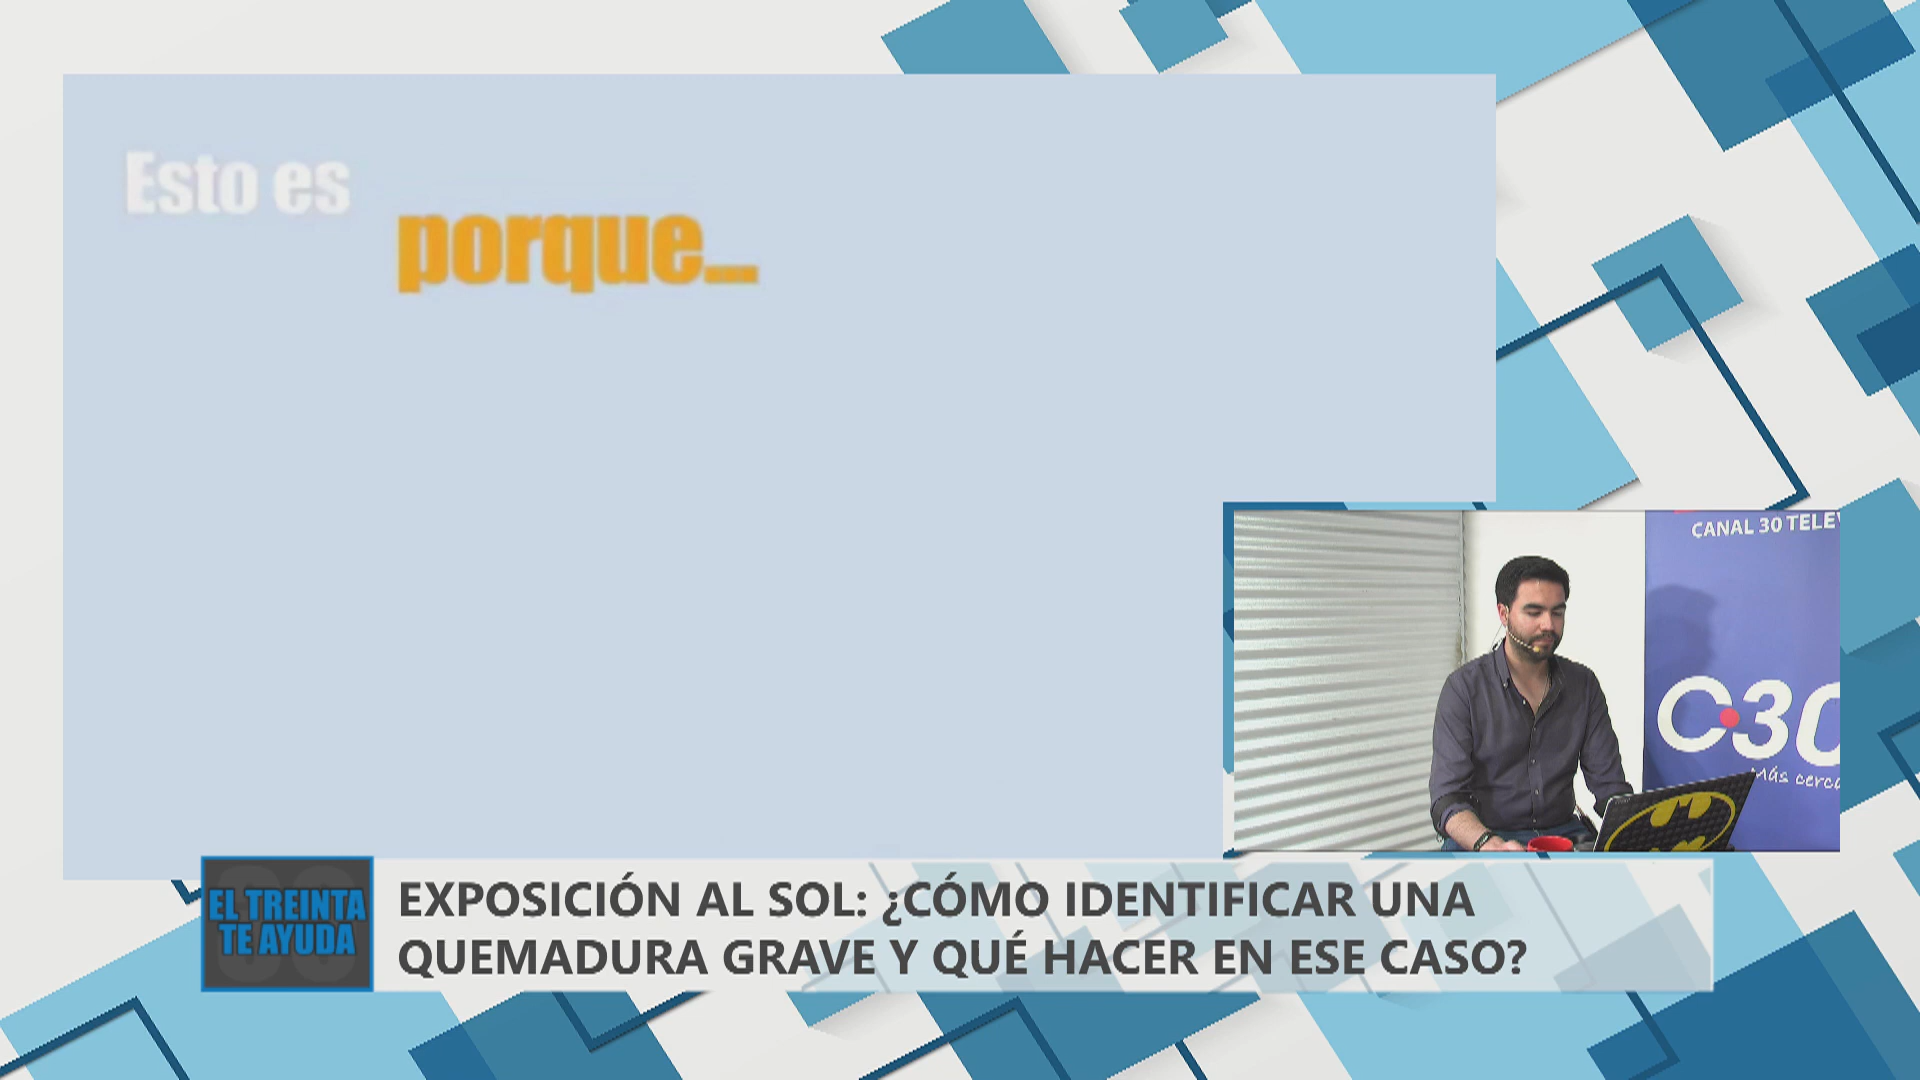 Esto es
porque...
CANAL 30 TELEV
C30
Más cerca
EL TREINTA
TE AYUDA
EXPOSICIÓN AL SOL: ¿CÓMO IDENTIFICAR UNA
QUEMADURA GRAVE Y QUÉ HACER EN ESE CASO?